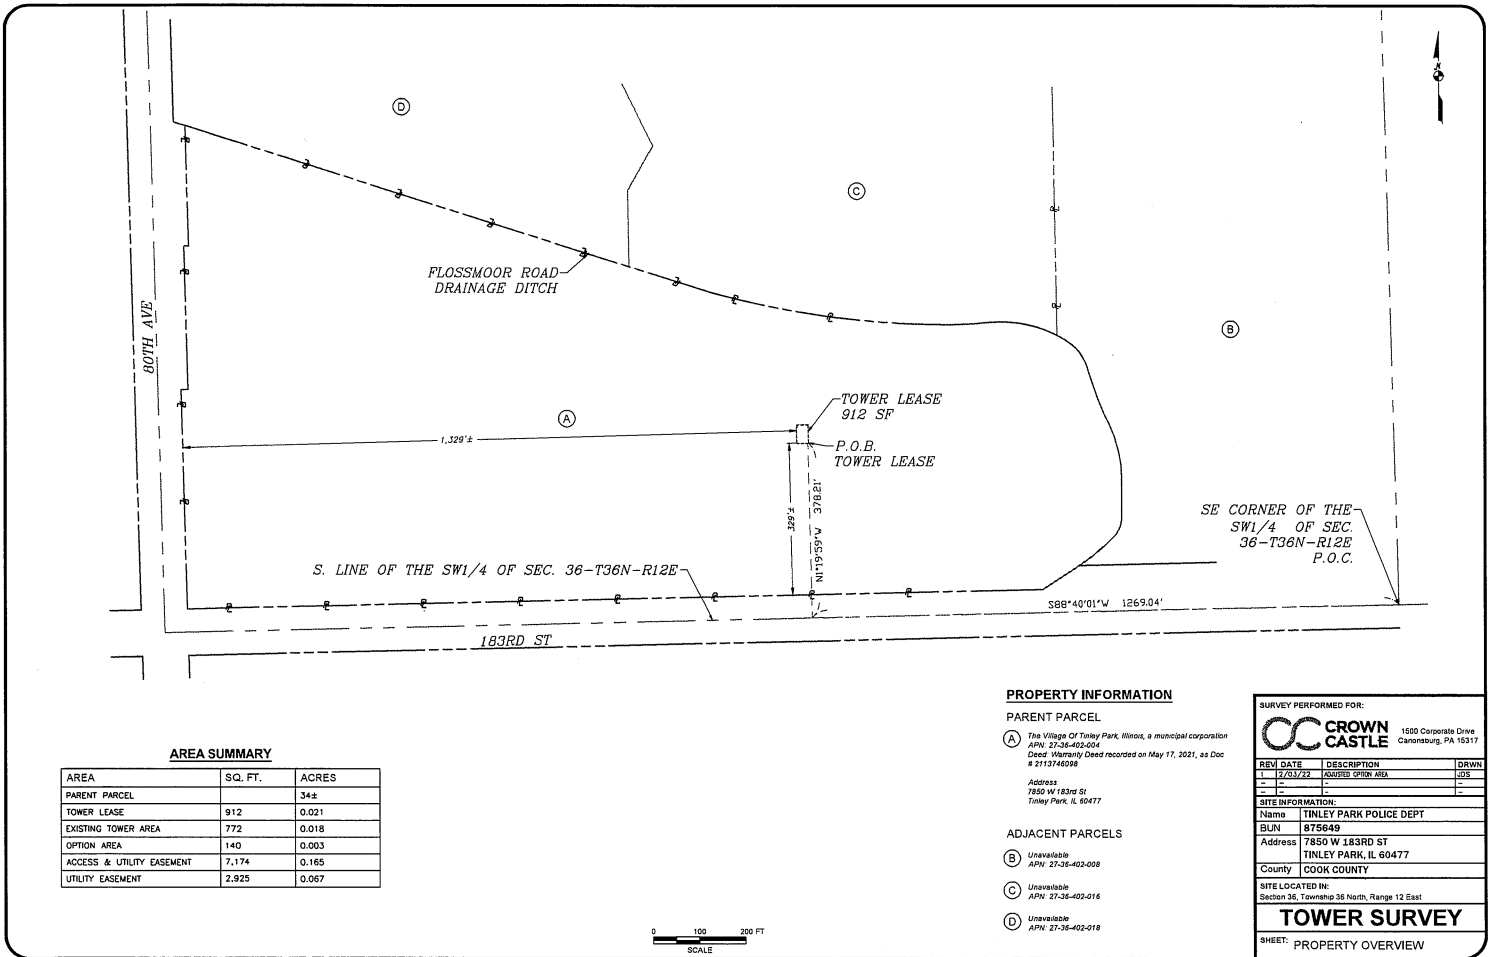 N
D
C
FLOSSMOOR ROAD
DRAINAGE DITCH
80TH AVE
B
A
TOWER LEASE
912 SF
1,329'±
P.O.B.
TOWER LEASE
329'±
N1°19'59"W 378.21'
SE CORNER OF THE
SW1/4 OF SEC.
36-T36N-R12E
P.O.C.
S. LINE OF THE SW1/4 OF SEC. 36-T36N-R12E
S88°40'01"W 1269.04'
183RD ST
AREA SUMMARY
AREA SQ. FT. ACRES
PARENT PARCEL 34±
TOWER LEASE 912 0.021
EXISTING TOWER AREA 772 0.018
OPTION AREA 140 0.003
ACCESS & UTILITY EASEMENT 7,174 0.165
UTILITY EASEMENT 2,925 0.067
0 100 200 FT
SCALE
PROPERTY INFORMATION
PARENT PARCEL
A The Village Of Tinley Park, Illinois, a municipal corporation
APN: 27-36-402-004
Deed: Warranty Deed recorded on May 17, 2021, as Doc
# 2113746098
Address
7850 W 183rd St
Tinley Park, IL 60477
ADJACENT PARCELS
B Unavailable
APN: 27-36-402-008
C Unavailable
APN: 27-36-402-016
D Unavailable
APN: 27-36-402-018
SURVEY PERFORMED FOR:
CROWN
CASTLE
1500 Corporate Drive
Canonsburg, PA 15317
REV DATE DESCRIPTION DRWN
1 2/03/22 ADJUSTED OPTION AREA JDS
- - - -
- - - -
SITE INFORMATION:
Name TINLEY PARK POLICE DEPT
BUN 875649
Address 7850 W 183RD ST
TINLEY PARK, IL 60477
County COOK COUNTY
SITE LOCATED IN:
Section 36, Township 36 North, Range 12 East
TOWER SURVEY
SHEET: PROPERTY OVERVIEW